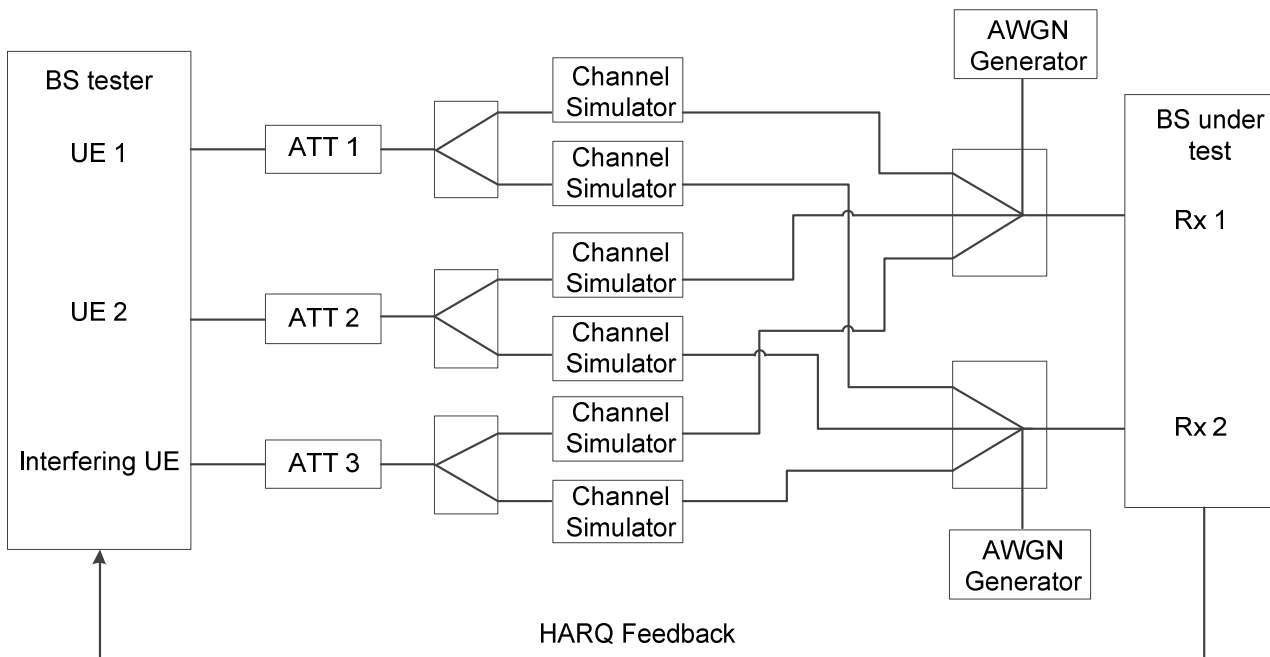 BS tester
UE 1
UE 2
Interfering UE
ATT 1
ATT 2
ATT 3
Channel
Simulator
Channel
Simulator
Channel
Simulator
Channel
Simulator
Channel
Simulator
Channel
Simulator
AWGN
Generator
AWGN
Generator
BS under
test
Rx 1
Rx 2
HARQ Feedback